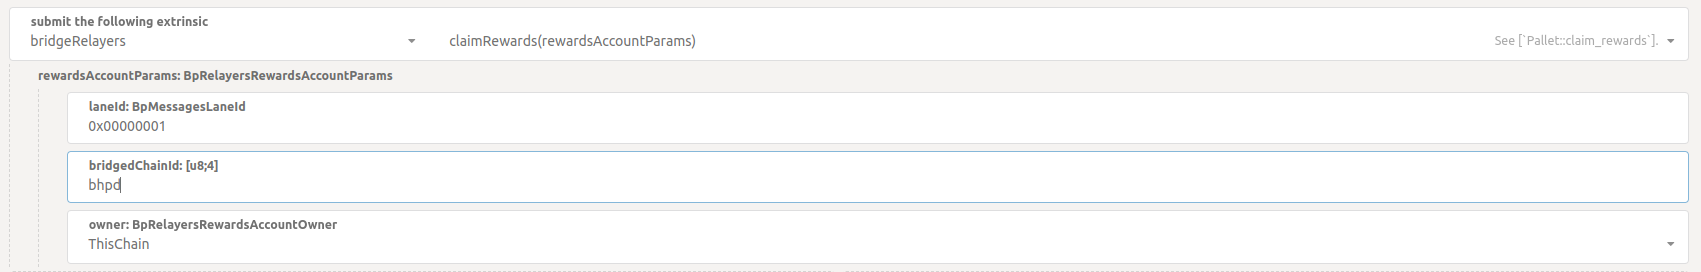 submit the following extrinsic
bridgeRelayers
claimRewards(rewardsAccountParams)
See [`Pallet::claim_rewards`].
rewardsAccountParams: BpRelayersRewardsAccountParams
laneId: BpMessagesLaneId
0x00000001
bridgedChainId: [u8;4]
bhpd
owner: BpRelayersRewardsAccountOwner
ThisChain